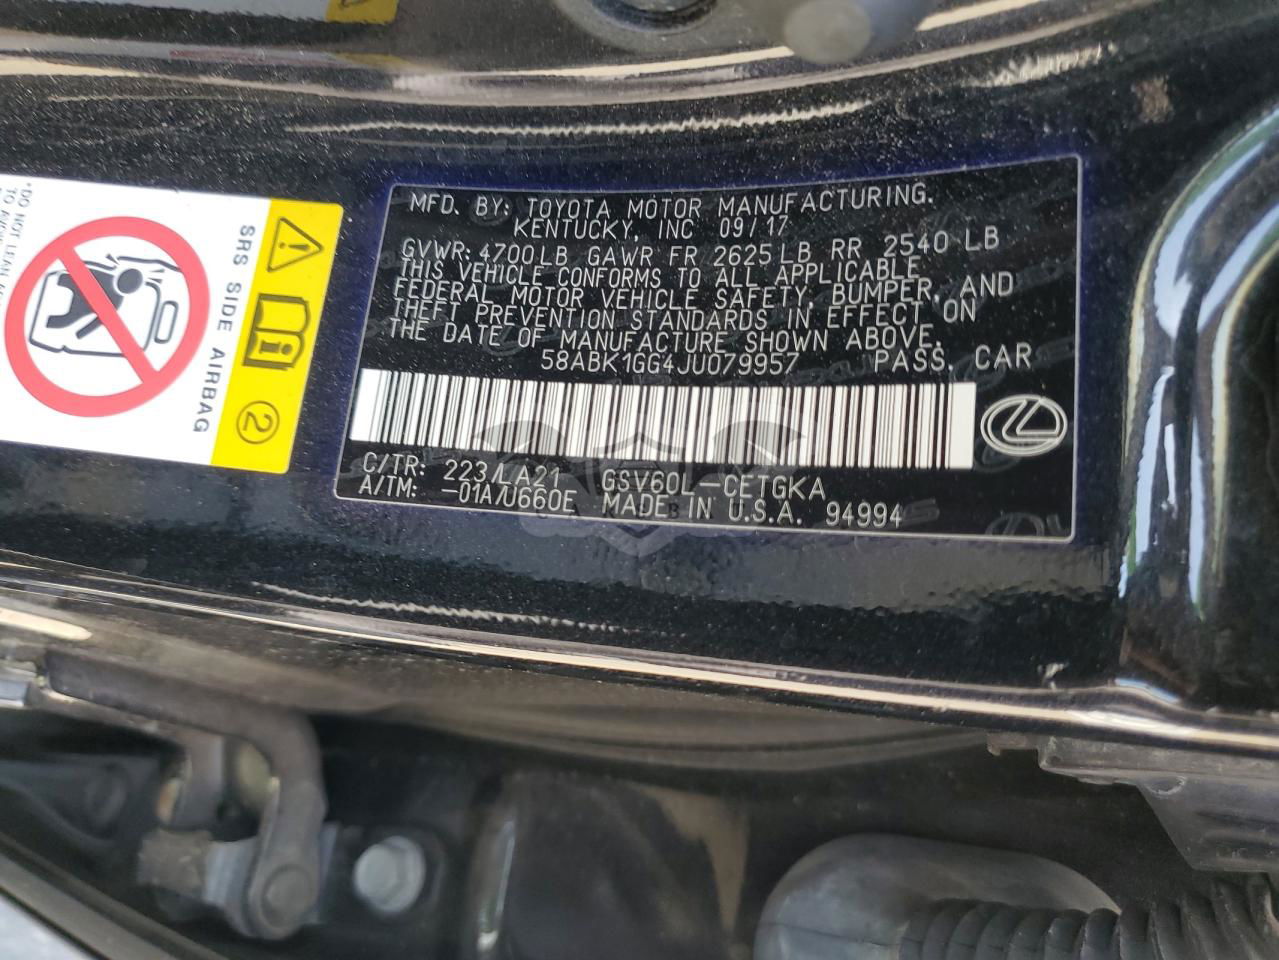 MFD. BY: TOYOTA MOTOR MANUFACTURING.
KENTUCKY, INC 09/17
GVWR: 4700LB GAWR FR 2625LB RR 2540 LB
THIS VEHICLE CONFORMS TO ALL APPLICABLE
FEDERAL MOTOR VEHICLE SAFETY, BUMPER, AND
THEFT PREVENTION STANDARDS IN EFFECT ON
THE DATE OF MANUFACTURE SHOWN ABOVE.
58ABK1GG4JU079957 PASS. CAR
C/TR: 223/LA21 GSV60L-CETGKA
A/TM: -01A/U660E MADE IN U.S.A. 94994
SRS SIDE AIRBAG
2
*DO NOT LEAN